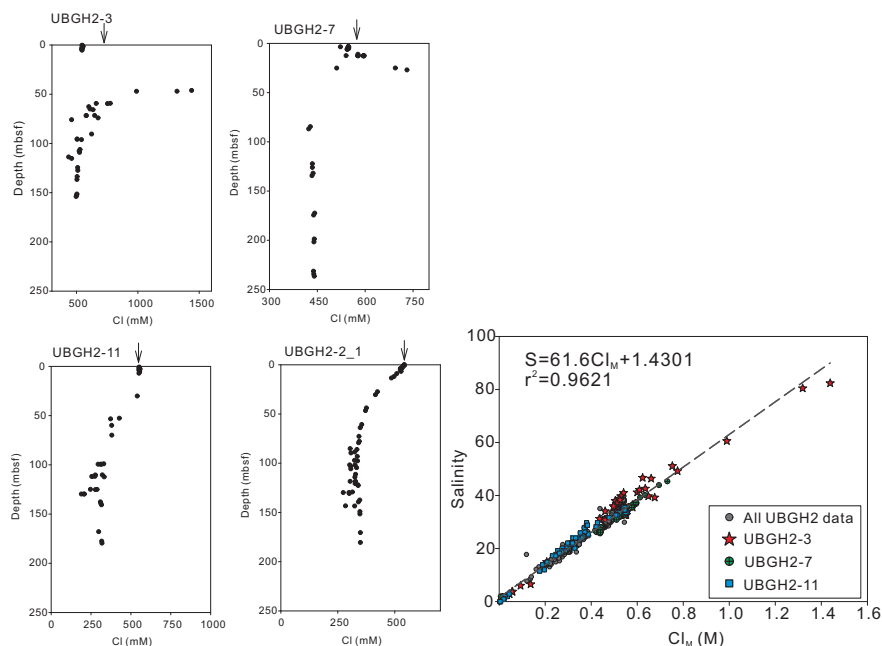 UBGH2-3
0
50
100
150
200
250
500
1000
1500
Depth (mbsf)
Cl (mM)
UBGH2-7
0
50
100
150
200
250
300
450
600
750
Depth (mbsf)
Cl (mM)
UBGH2-11
0
50
100
150
200
250
0
250
500
750
1000
Depth (mbsf)
Cl (mM)
UBGH2-2_1
0
50
100
150
200
250
0
500
Depth (mbsf)
Cl (mM)
S=61.6Cl_M+1.4301
r²=0.9621
100
80
60
40
20
0
0.2
0.4
0.6
0.8
1.0
1.2
1.4
1.6
Salinity
Cl_M (M)
All UBGH2 data
UBGH2-3
UBGH2-7
UBGH2-11